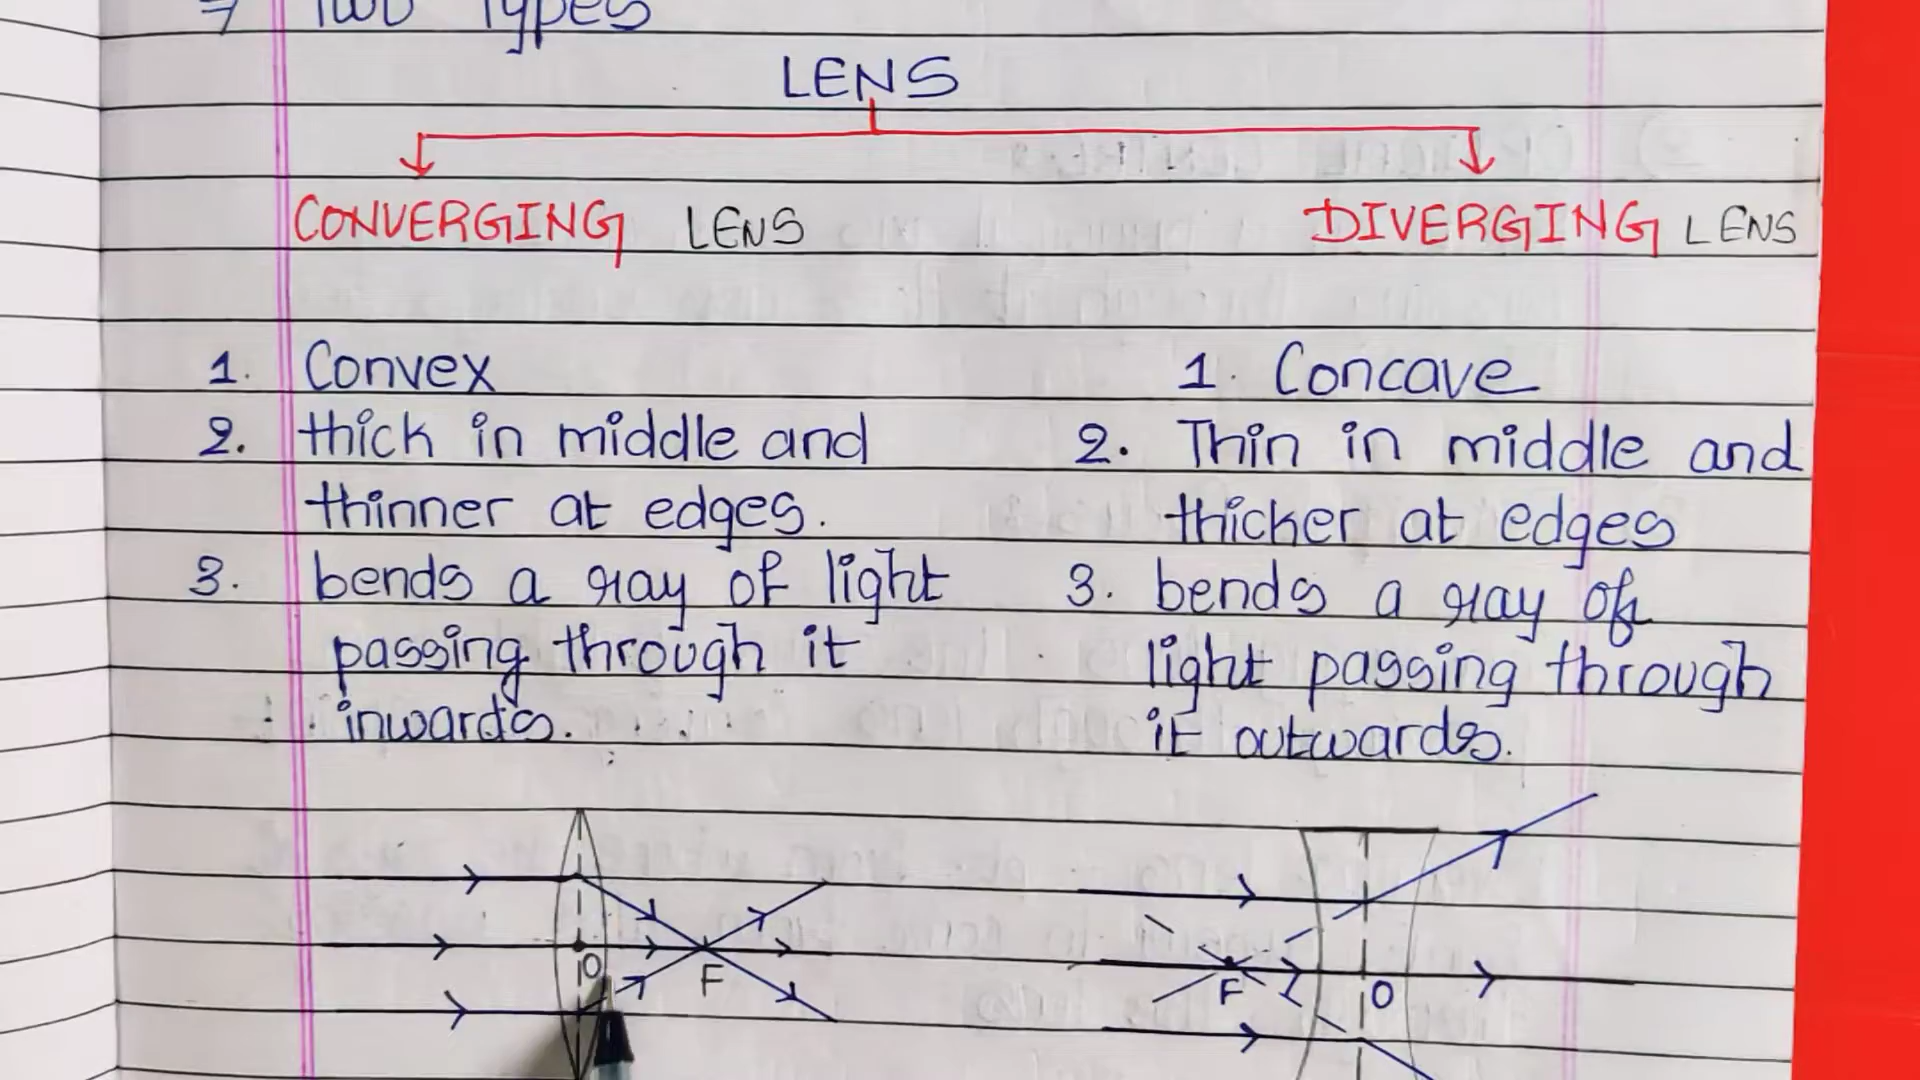 Two Types
LENS
CONVERGING LENS
DIVERGING LENS
1. Convex
2. thick in middle and
thinner at edges.
3. bends a ray of light
passing through it
inwards.
1. Concave
2. Thin in middle and
thicker at edges
3. bends a ray of
light passing through
it outwards.
O
F
F
O